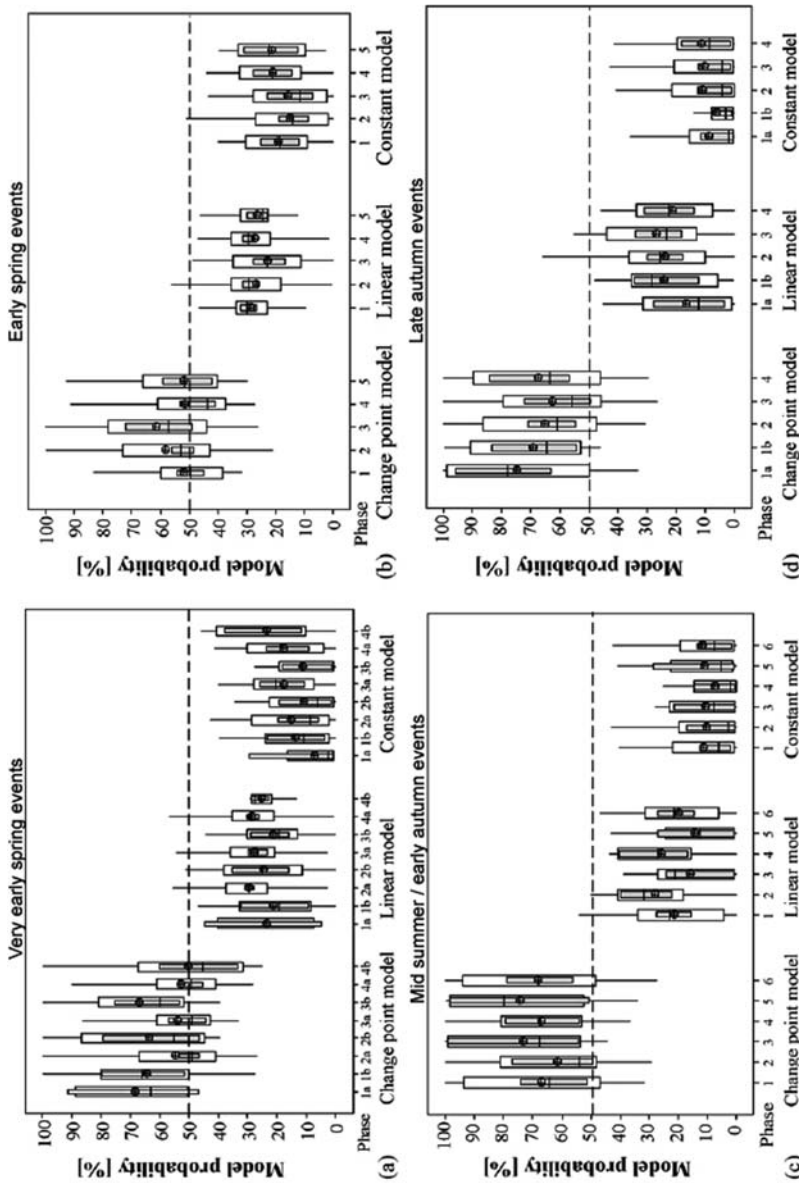 Very early spring events
Model probability [%]
100
90
80
70
60
50
40
30
20
10
0
Phase
1a 1b 2a 2b 3a 3b 4a 4b
1a 1b 2a 2b 3a 3b 4a 4b
1a 1b 2a 2b 3a 3b 4a 4b
Change point model
Linear model
Constant model
(a)
Early spring events
Model probability [%]
100
90
80
70
60
50
40
30
20
10
0
Phase
1 2 3 4 5
1 2 3 4 5
1 2 3 4 5
Change point model
Linear model
Constant model
(b)
Mid summer / early autumn events
Model probability [%]
100
90
80
70
60
50
40
30
20
10
0
Phase
1 2 3 4 5 6
1 2 3 4 5 6
1 2 3 4 5 6
Change point model
Linear model
Constant model
(c)
Late autumn events
Model probability [%]
100
90
80
70
60
50
40
30
20
10
0
Phase
1a 1b 2 3 4
1a 1b 2 3 4
1a 1b 2 3 4
Change point model
Linear model
Constant model
(d)